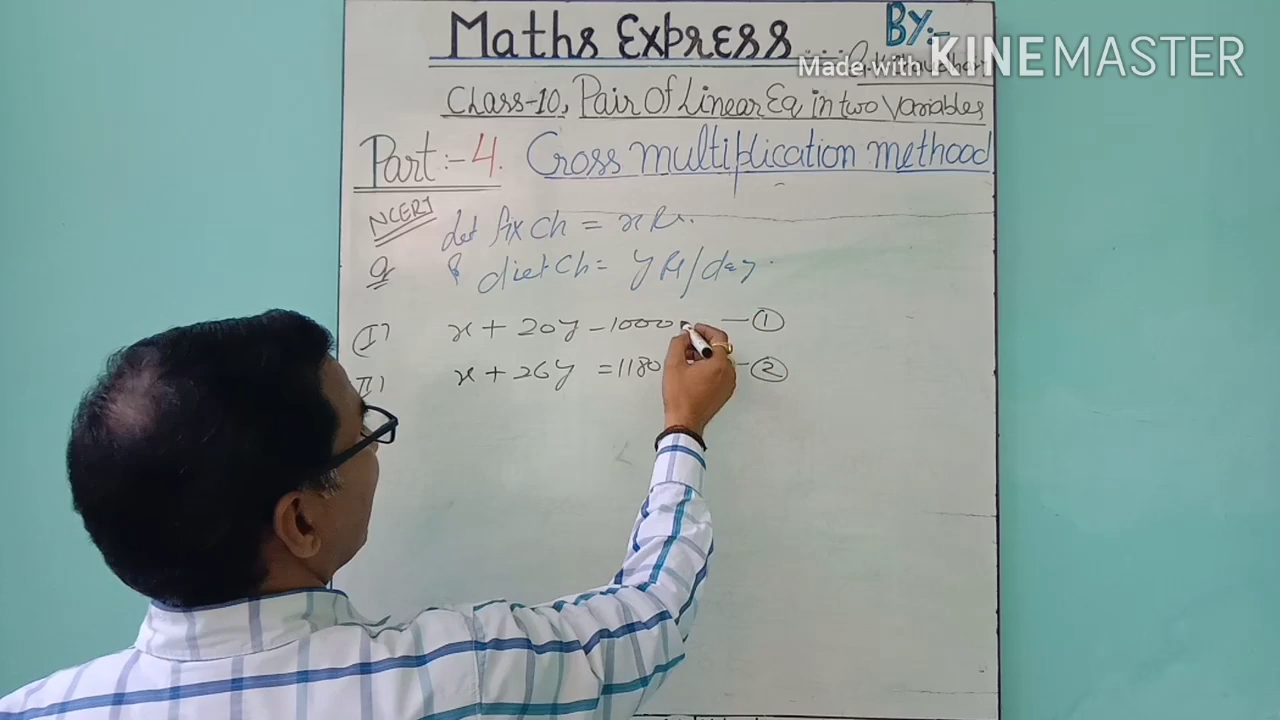 Maths Express
BY:-
Made with KINEMASTER
Class-10, Pair Of Linear Eq in two Variables
Part:-4. Cross multiplication methood
NCERT
Let fix Ch = x Rs.
& diet Ch = y Rs/day.
(I) x + 20y - 1000 — ①
(II) x + 26y = 1180 — ②